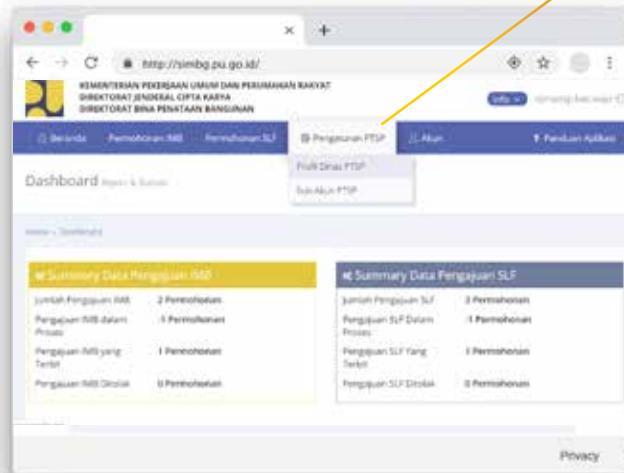 http://simbg.pu.go.id/
KEMENTERIAN PEKERJAAN UMUM DAN PERUMAHAN RAKYAT
DIREKTORAT JENDERAL CIPTA KARYA
DIREKTORAT BINA PENATAAN BANGUNAN
Info
Beranda Permohonan IMB Permohonan SLF Pengaturan PTSP Akun Panduan Aplikasi
Profil Dinas PTSP
Sub Akun PTSP
Dashboard
Home - Dashboard
Summary Data Pengajuan IMB
Jumlah Pengajuan IMB 2 Permohonan
Pengajuan IMB dalam Proses -1 Permohonan
Pengajuan IMB yang Terbit 1 Permohonan
Pengajuan IMB Ditolak 0 Permohonan
Summary Data Pengajuan SLF
Jumlah Pengajuan SLF 3 Permohonan
Pengajuan SLF Dalam Proses -1 Permohonan
Pengajuan SLF Yang Terbit 1 Permohonan
Pengajuan SLF Ditolak 0 Permohonan
Privacy